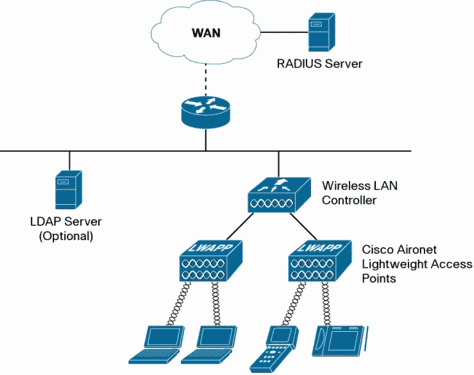 WAN
RADIUS Server
LDAP Server
(Optional)
Wireless LAN
Controller
LWAPP
LWAPP
Cisco Aironet
Lightweight Access
Points